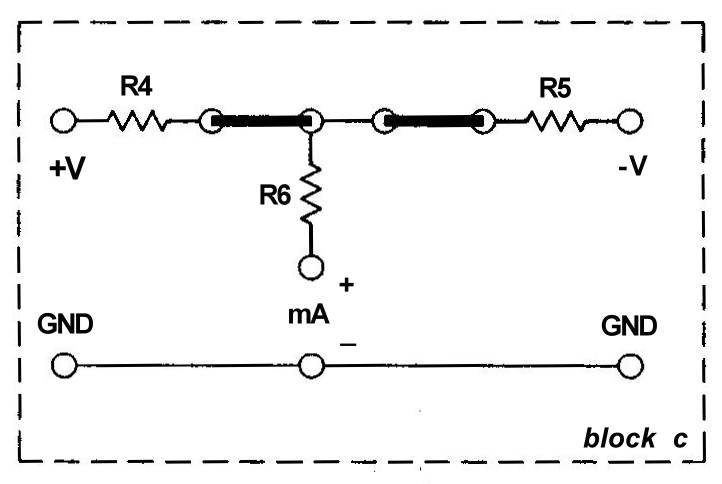 R4
R5
+V
-V
R6
+
mA
GND
–
GND
block c